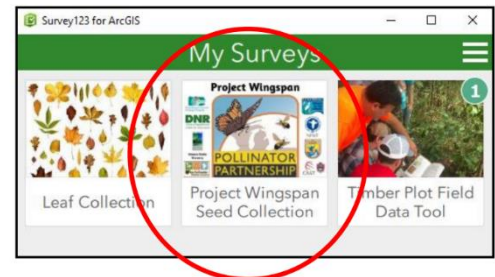 Survey123 for ArcGIS
My Surveys
1
Project Wingspan
DNR
POLLINATOR
PARTNERSHIP
Leaf Collection
Project Wingspan
Seed Collection
Timber Plot Field
Data Tool